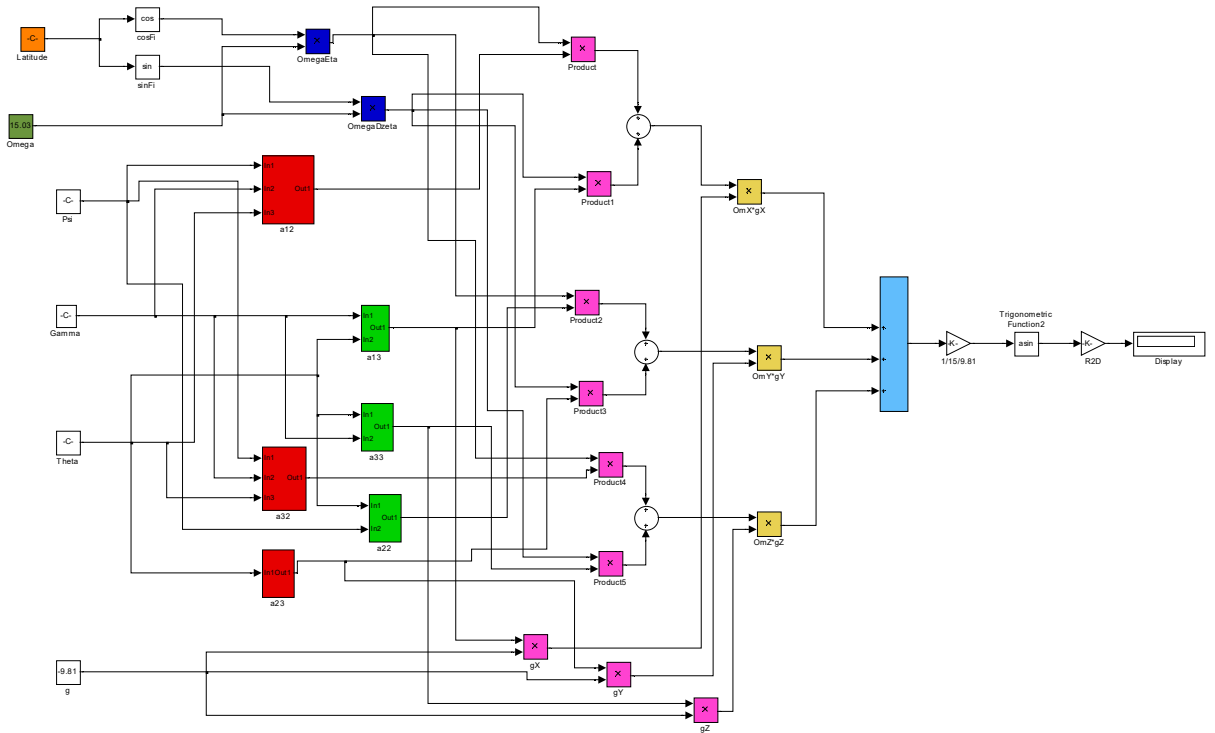 -C-
Latitude
cos
cosFi
sin
sinFi
OmegaEta
15.03
Omega
OmegaDzeta
Product
Product1
-C-
Psi
In1
In2
In3
Out1
a12
OmX*gX
-C-
Gamma
In1
In2
Out1
a13
Product2
OmY*gY
Product3
-K-
1/15/9.81
Trigonometric
Function2
asin
-K-
R2D
Display
-C-
Theta
In1
In2
Out1
a33
In1
In2
In3
Out1
a32
In1
In2
Out1
a22
Product4
OmZ*gZ
Product5
In1Out1
a23
gX
-9.81
g
gY
gZ